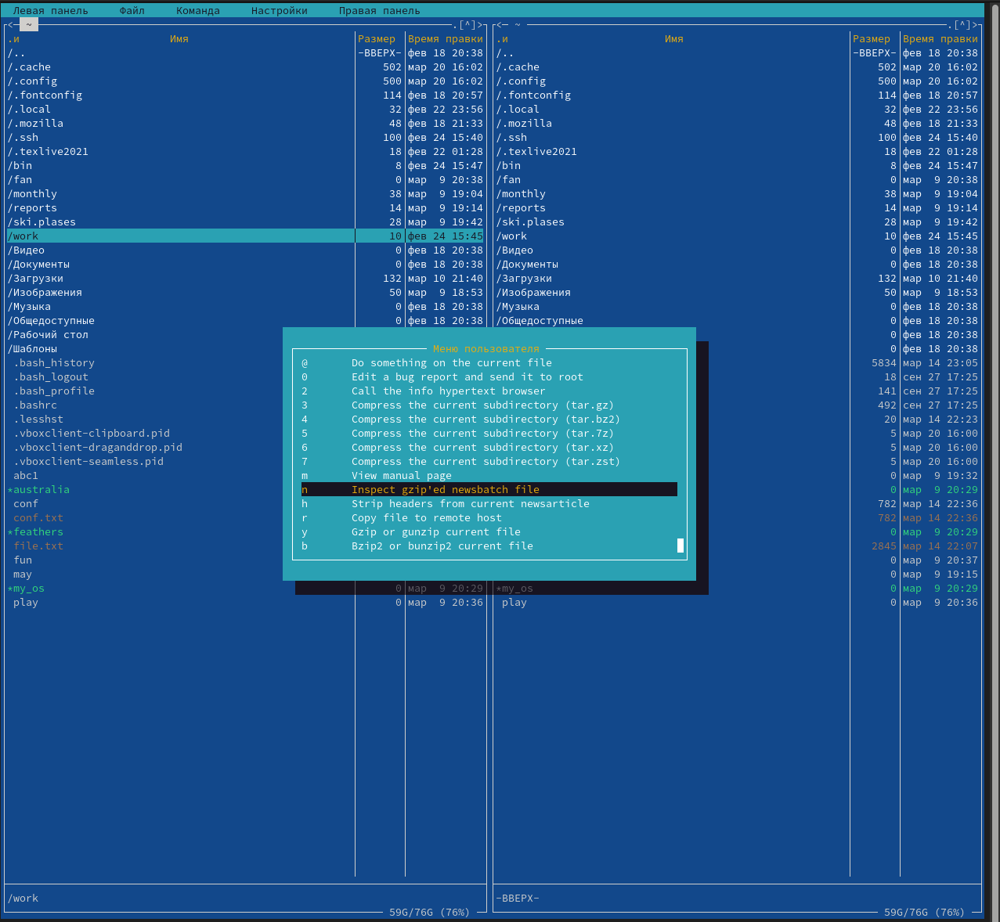 Левая панель     Файл     Команда     Настройки     Правая панель
<─ ~ ─.[^]>  <─ ~ ─.[^]>
.и Имя Размер Время правки  .и Имя Размер Время правки
/.. -ВВЕРХ- фев 18 20:38  /.. -ВВЕРХ- фев 18 20:38
/.cache 502 мар 20 16:02  /.cache 502 мар 20 16:02
/.config 500 мар 20 16:02  /.config 500 мар 20 16:02
/.fontconfig 114 фев 18 20:57  /.fontconfig 114 фев 18 20:57
/.local 32 фев 22 23:56  /.local 32 фев 22 23:56
/.mozilla 48 фев 18 21:33  /.mozilla 48 фев 18 21:33
/.ssh 100 фев 24 15:40  /.ssh 100 фев 24 15:40
/.texlive2021 18 фев 22 01:28  /.texlive2021 18 фев 22 01:28
/bin 8 фев 24 15:47  /bin 8 фев 24 15:47
/fan 0 мар  9 20:38  /fan 0 мар  9 20:38
/monthly 38 мар  9 19:04  /monthly 38 мар  9 19:04
/reports 14 мар  9 19:14  /reports 14 мар  9 19:14
/ski.plases 28 мар  9 19:42  /ski.plases 28 мар  9 19:42
/work 10 фев 24 15:45  /work 10 фев 24 15:45
/Видео 0 фев 18 20:38  /Видео 0 фев 18 20:38
/Документы 0 фев 18 20:38  /Документы 0 фев 18 20:38
/Загрузки 132 мар 10 21:40  /Загрузки 132 мар 10 21:40
/Изображения 50 мар  9 18:53  /Изображения 50 мар  9 18:53
/Музыка 0 фев 18 20:38  /Музыка 0 фев 18 20:38
/Общедоступные 0 фев 18 20:38  /Общедоступные 0 фев 18 20:38
/Рабочий стол  0 фев 18 20:38
/Шаблоны  Меню пользователя  0 фев 18 20:38
.bash_history  @ Do something on the current file  5834 мар 14 23:05
.bash_logout  0 Edit a bug report and send it to root  18 сен 27 17:25
.bash_profile  2 Call the info hypertext browser  141 сен 27 17:25
.bashrc  3 Compress the current subdirectory (tar.gz)  492 сен 27 17:25
.lesshst  4 Compress the current subdirectory (tar.bz2)  20 мар 14 22:23
.vboxclient-clipboard.pid  5 Compress the current subdirectory (tar.7z)  5 мар 20 16:00
.vboxclient-draganddrop.pid  6 Compress the current subdirectory (tar.xz)  5 мар 20 16:00
.vboxclient-seamless.pid  7 Compress the current subdirectory (tar.zst)  5 мар 20 16:00
abc1  m View manual page  0 мар  9 19:32
*australia  n Inspect gzip'ed newsbatch file  0 мар  9 20:29
conf  h Strip headers from current newsarticle  782 мар 14 22:36
conf.txt  r Copy file to remote host  782 мар 14 22:36
*feathers  y Gzip or gunzip current file  0 мар  9 20:29
file.txt  b Bzip2 or bunzip2 current file  2845 мар 14 22:07
fun  0 мар  9 20:37
may  0 мар  9 19:15
*my_os 0 мар  9 20:29  *my_os 0 мар  9 20:29
play 0 мар  9 20:36  play 0 мар  9 20:36
/work  -ВВЕРХ-
59G/76G (76%)  59G/76G (76%)